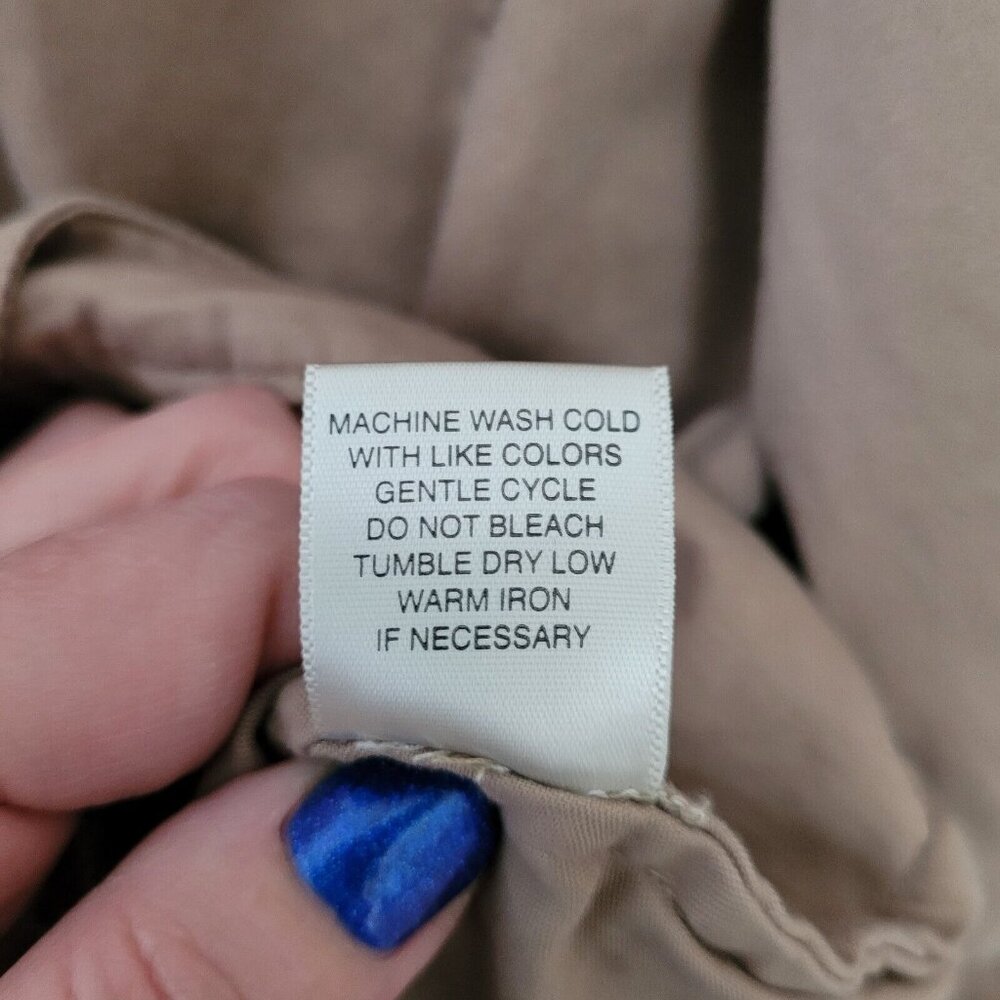 MACHINE WASH COLD
WITH LIKE COLORS
GENTLE CYCLE
DO NOT BLEACH
TUMBLE DRY LOW
WARM IRON
IF NECESSARY